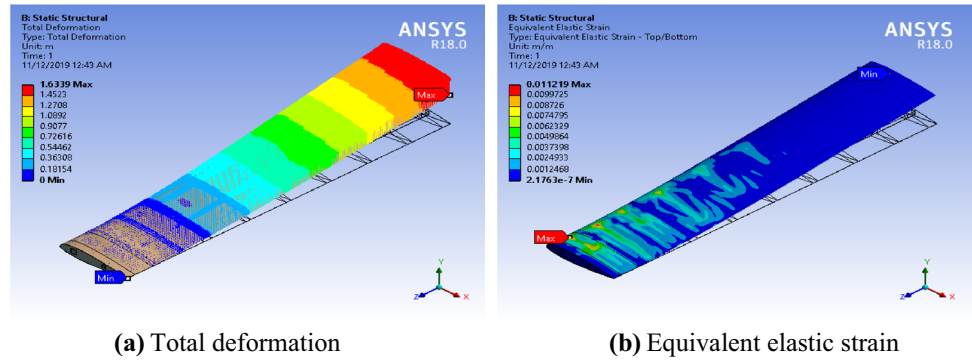 B: Static Structural
Total Deformation
Type: Total Deformation
Unit: m
Time: 1
11/12/2019 12:43 AM
1.6339 Max
1.4523
1.2708
1.0892
0.9077
0.72616
0.54462
0.36308
0.18154
0 Min
ANSYS
R18.0
Max
Min
Y
Z
X
(a) Total deformation
B: Static Structural
Equivalent Elastic Strain
Type: Equivalent Elastic Strain - Top/Bottom
Unit: m/m
Time: 1
11/12/2019 12:43 AM
0.011219 Max
0.0099725
0.008726
0.0074795
0.0062329
0.0049864
0.0037398
0.0024933
0.0012468
2.1763e-7 Min
ANSYS
R18.0
Min
Max
Y
Z
X
(b) Equivalent elastic strain